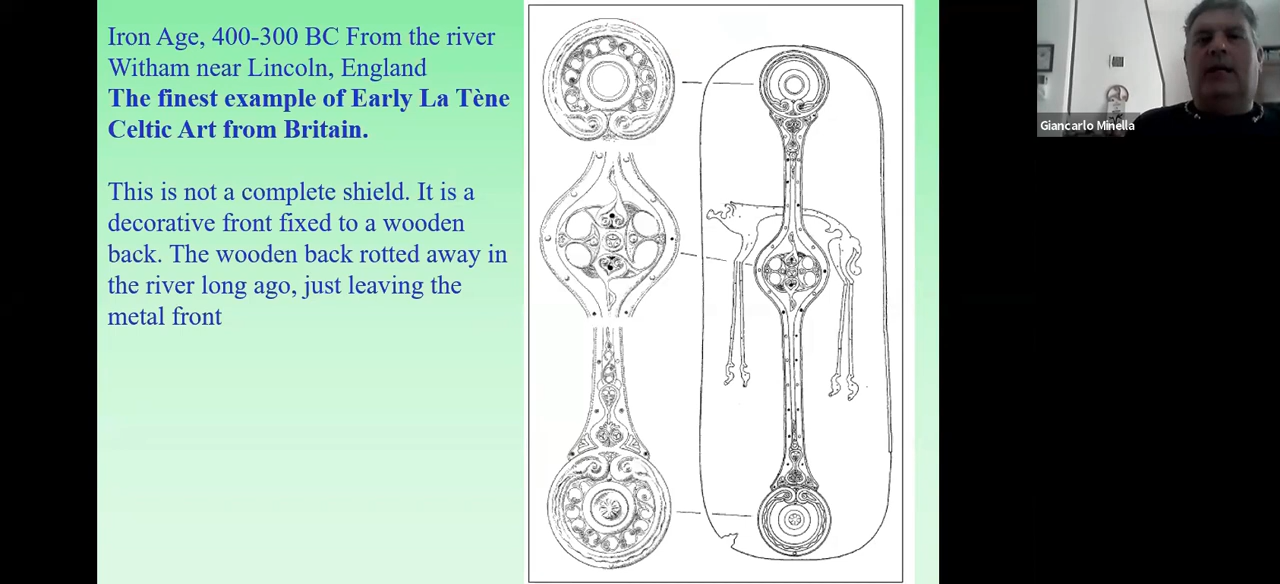 Iron Age, 400-300 BC From the river
Witham near Lincoln, England
The finest example of Early La Tène
Celtic Art from Britain.
This is not a complete shield. It is a
decorative front fixed to a wooden
back. The wooden back rotted away in
the river long ago, just leaving the
metal front
Giancarlo Minella